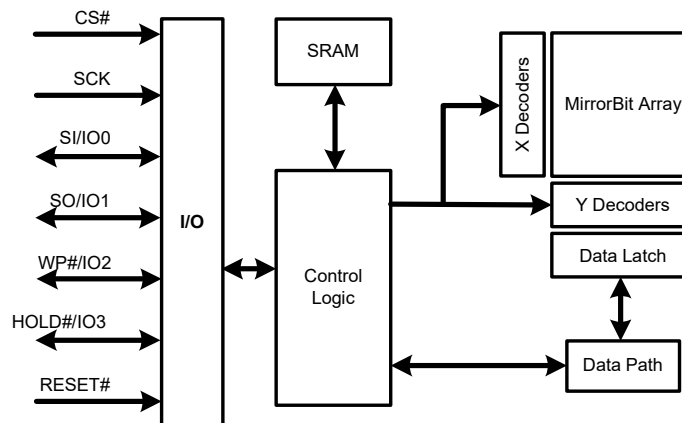 CS#
SCK
SI/IO0
SO/IO1
WP#/IO2
HOLD#/IO3
RESET#
I/O
SRAM
Control
Logic
X Decoders
MirrorBit Array
Y Decoders
Data Latch
Data Path